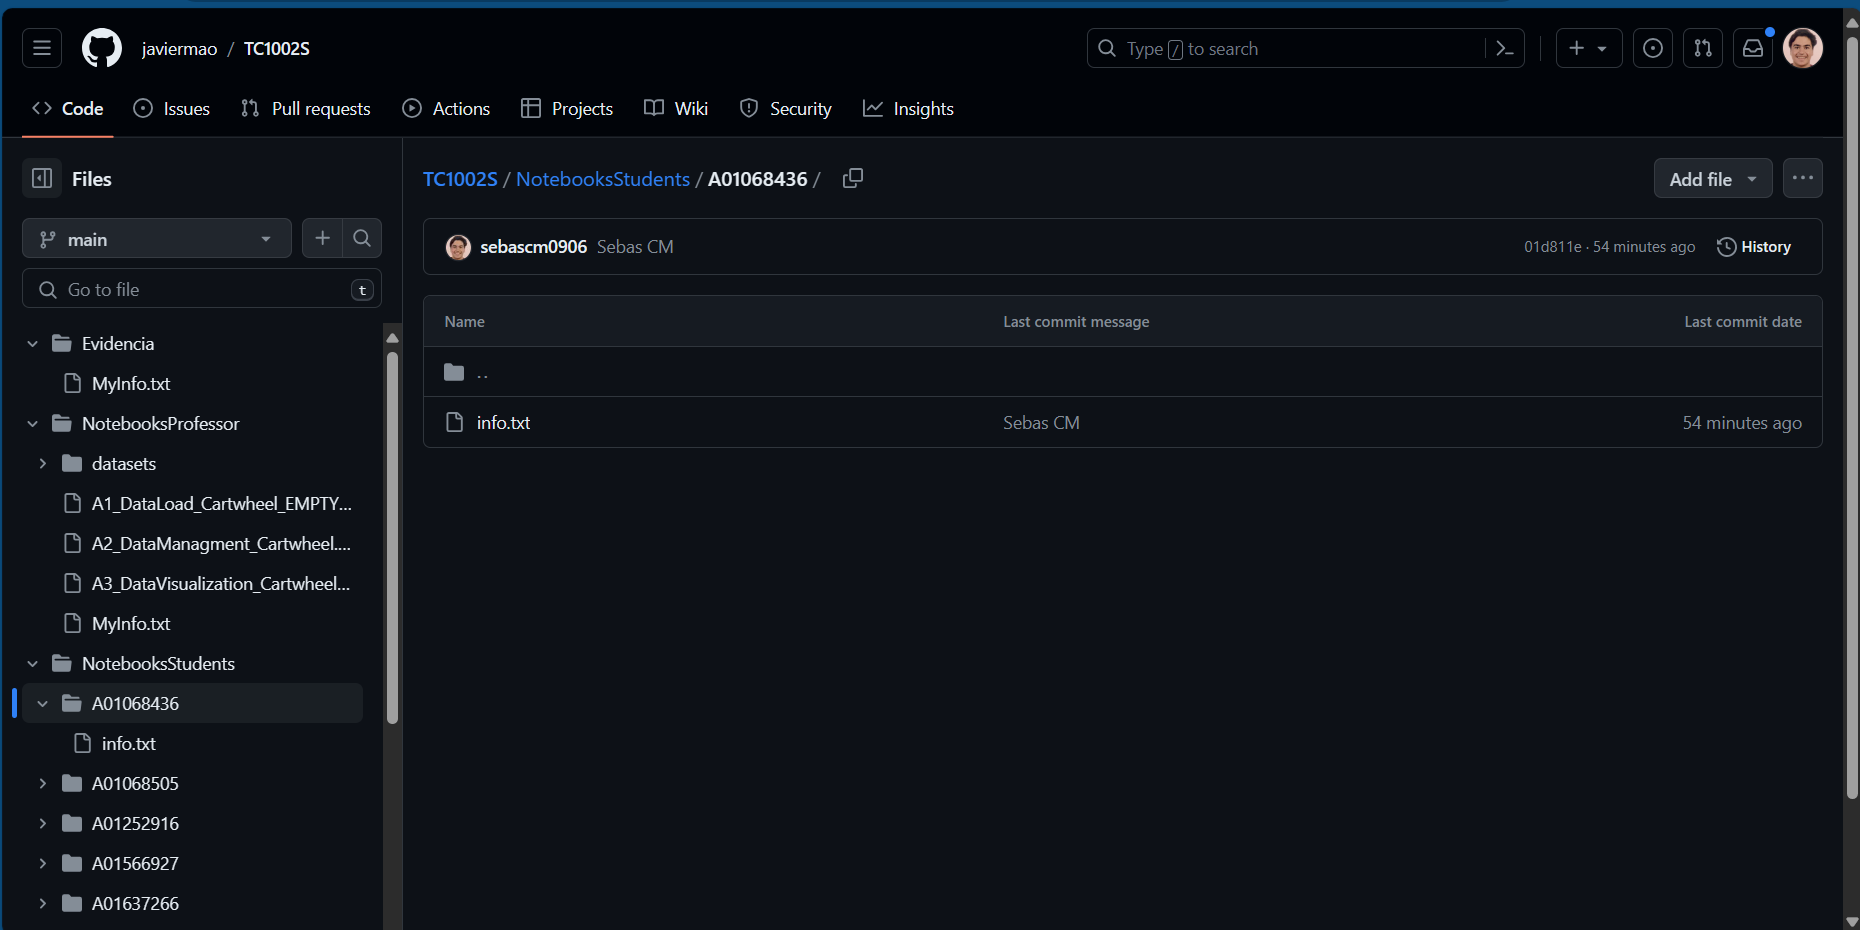 javiermao / TC1002S
Type / to search
Code
Issues
Pull requests
Actions
Projects
Wiki
Security
Insights
Files
main
Go to file
t
Evidencia
MyInfo.txt
NotebooksProfessor
datasets
A1_DataLoad_Cartwheel_EMPTY...
A2_DataManagment_Cartwheel....
A3_DataVisualization_Cartwheel...
MyInfo.txt
NotebooksStudents
A01068436
info.txt
A01068505
A01252916
A01566927
A01637266
TC1002S / NotebooksStudents / A01068436 /
Add file
sebascm0906 Sebas CM
01d811e · 54 minutes ago
History
Name Last commit message Last commit date
..
info.txt Sebas CM 54 minutes ago